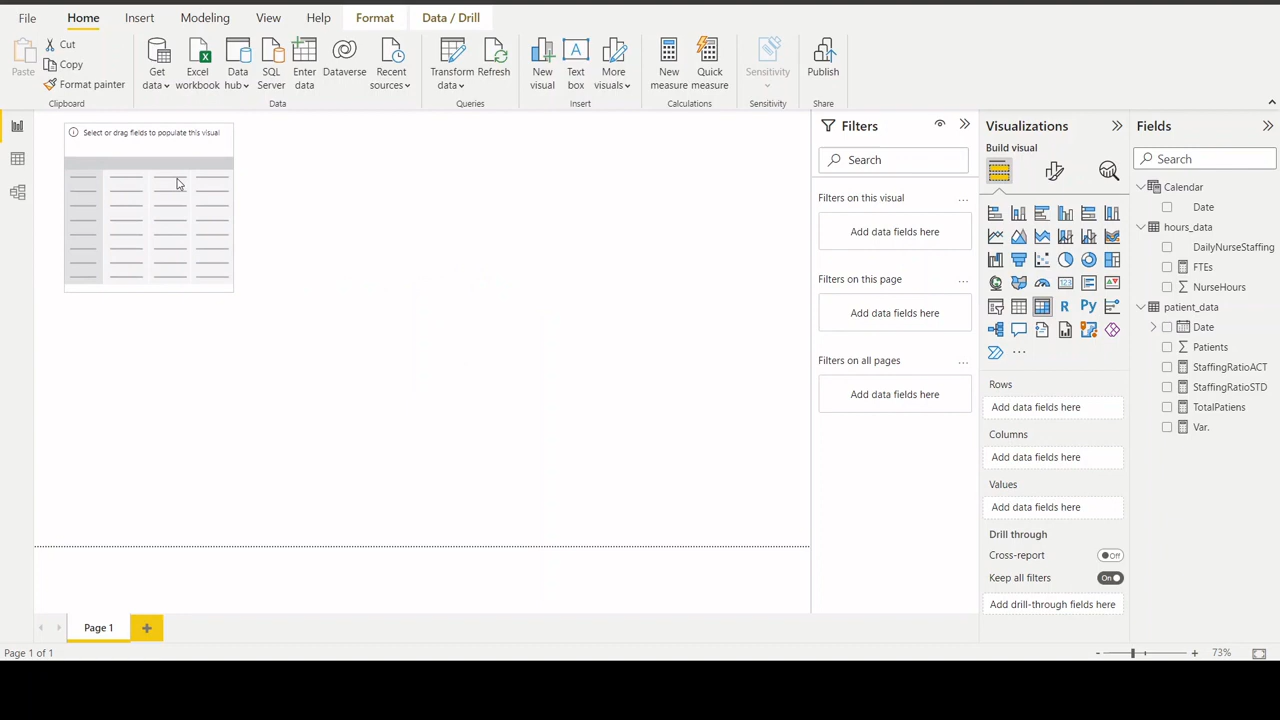 File
Home
Insert
Modeling
View
Help
Format
Data / Drill
Paste
Cut
Copy
Format painter
Clipboard
Get data
Excel workbook
Data hub
SQL Server
Enter data
Dataverse
Recent sources
Data
Transform data
Refresh
Queries
New visual
Text box
More visuals
Insert
New measure
Quick measure
Calculations
Sensitivity
Sensitivity
Publish
Share
Select or drag fields to populate this visual
Filters
Search
Filters on this visual
...
Add data fields here
Filters on this page
...
Add data fields here
Filters on all pages
...
Add data fields here
Visualizations
Build visual
R
Py
123
...
Rows
Add data fields here
Columns
Add data fields here
Values
Add data fields here
Drill through
Cross-report
Off
Keep all filters
On
Add drill-through fields here
Fields
Search
Calendar
Date
hours_data
DailyNurseStaffing
FTEs
NurseHours
patient_data
Date
Patients
StaffingRatioACT
StaffingRatioSTD
TotalPatiens
Var.
Page 1
Page 1 of 1
- + 73%